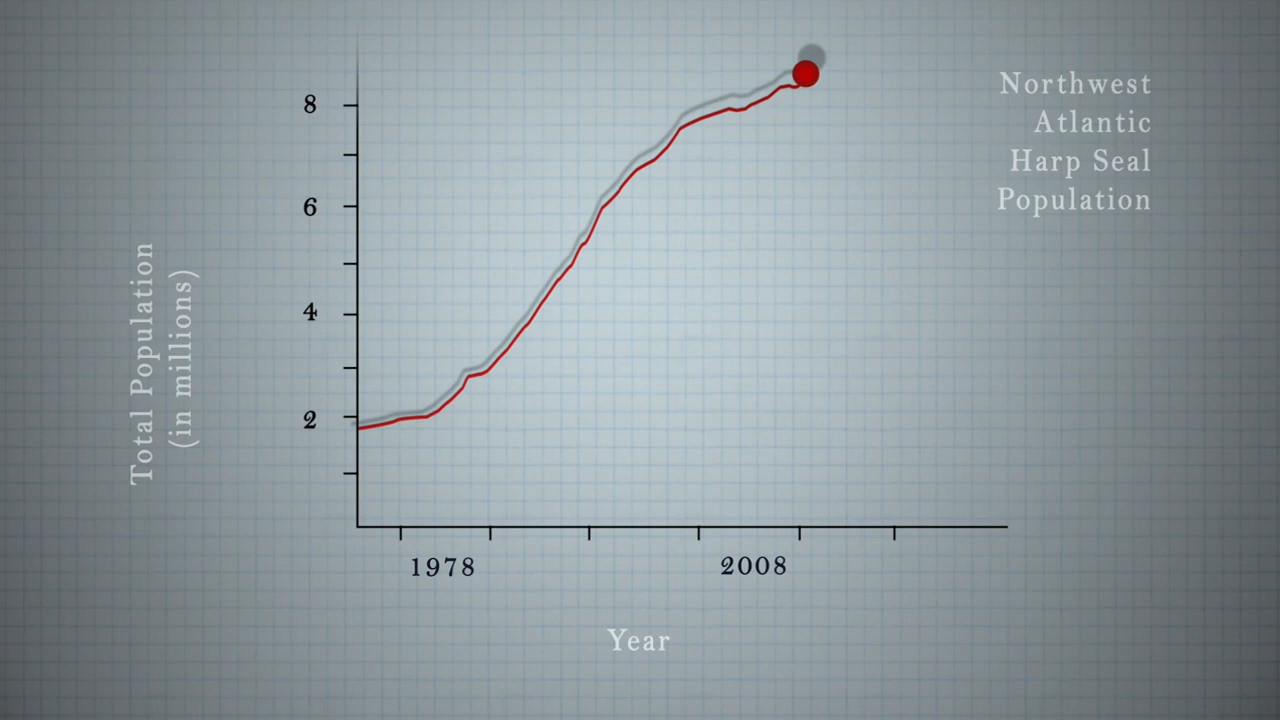 Northwest
Atlantic
Harp Seal
Population
8
6
4
2
Total Population
(in millions)
1978
2008
Year